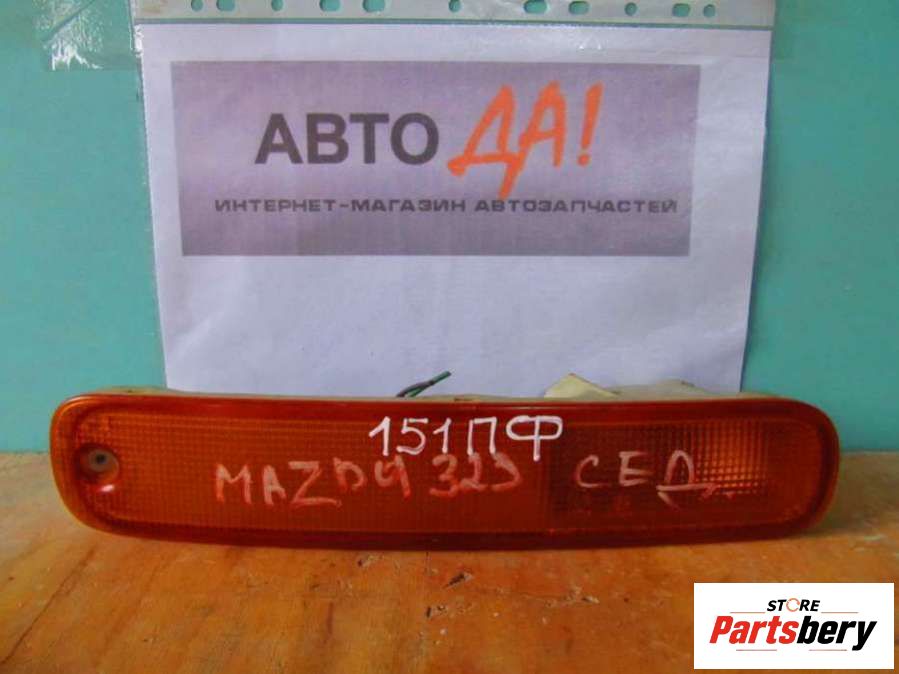 АВТО ДА!
ИНТЕРНЕТ-МАГАЗИН АВТОЗАПЧАСТЕЙ
151ПФ
MAZDA 323 СЕД.
STORE
Partsbery